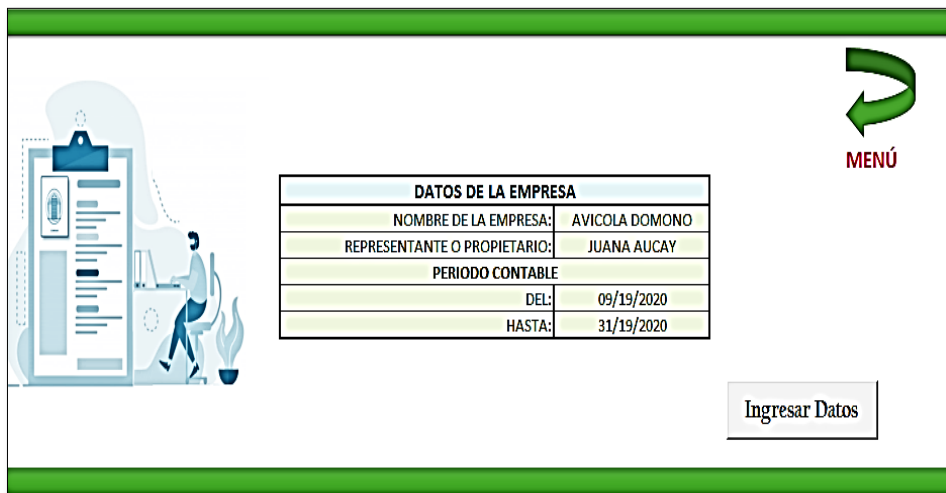 MENÚ
DATOS DE LA EMPRESA
NOMBRE DE LA EMPRESA: AVICOLA DOMONO
REPRESENTANTE O PROPIETARIO: JUANA AUCAY
PERIODO CONTABLE
DEL: 09/19/2020
HASTA: 31/19/2020
Ingresar Datos